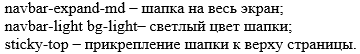 navbar-expand-md – шапка на весь экран;
navbar-light bg-light– светлый цвет шапки;
sticky-top – прикрепление шапки к верху страницы.